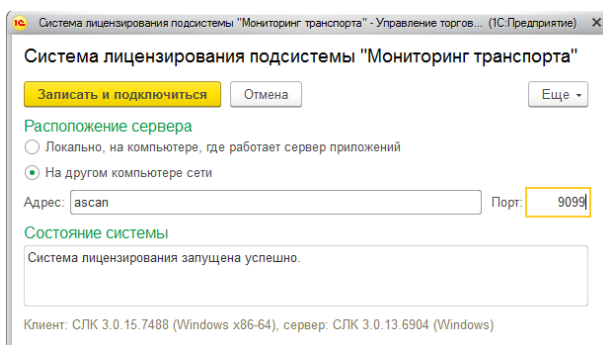 Система лицензирования подсистемы "Мониторинг транспорта" - Управление торгов... (1С:Предприятие)
Система лицензирования подсистемы "Мониторинг транспорта"
Записать и подключиться Отмена Еще
Расположение сервера
Локально, на компьютере, где работает сервер приложений
На другом компьютере сети
Адрес: ascan Порт: 9099
Состояние системы
Система лицензирования запущена успешно.
Клиент: СЛК 3.0.15.7488 (Windows x86-64), сервер: СЛК 3.0.13.6904 (Windows)